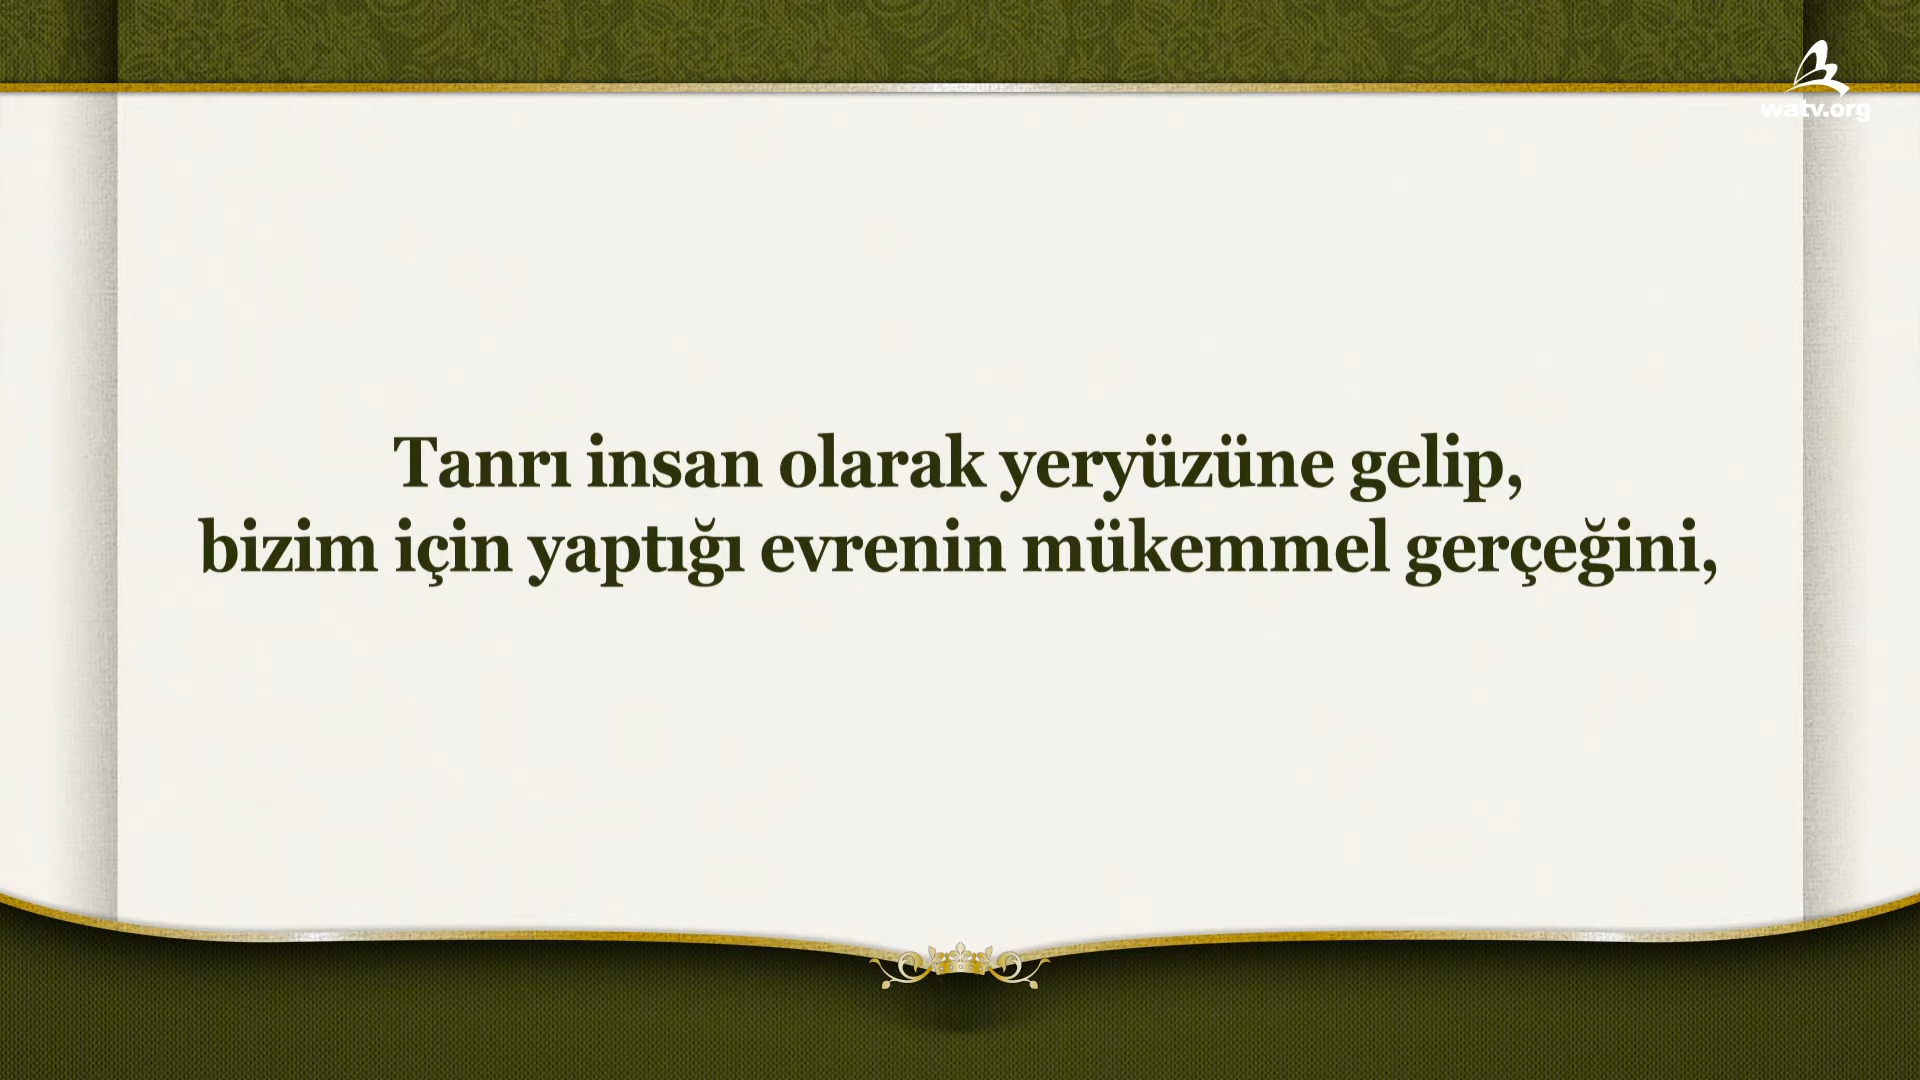 watv.org
Tanrı insan olarak yeryüzüne gelip,
bizim için yaptığı evrenin mükemmel gerçeğini,